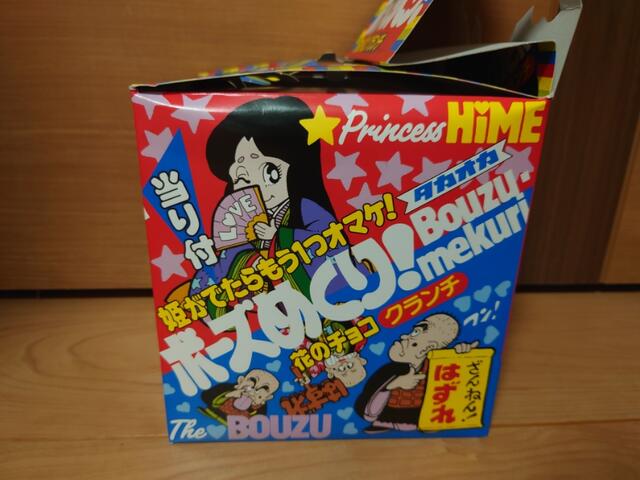 Princess HiME
当り付
LOVE
タカオカ
Bouzu-
mekuri
姫がでたらもう1つオマケ!
ボーズめくり!
花のチョコ
クランチ
ざんねん!
はずれ
The BOUZU